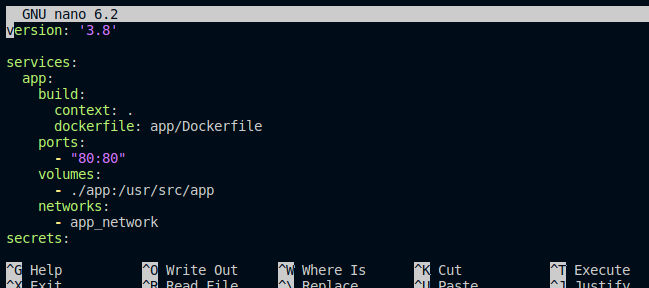 GNU nano 6.2
version: '3.8'
services:
  app:
    build:
      context: .
      dockerfile: app/Dockerfile
    ports:
      - "80:80"
    volumes:
      - ./app:/usr/src/app
    networks:
      - app_network
secrets:
^G Help ^O Write Out ^W Where Is ^K Cut ^T Execute
^X Exit ^R Read File ^\ Replace ^U Paste ^J Justify